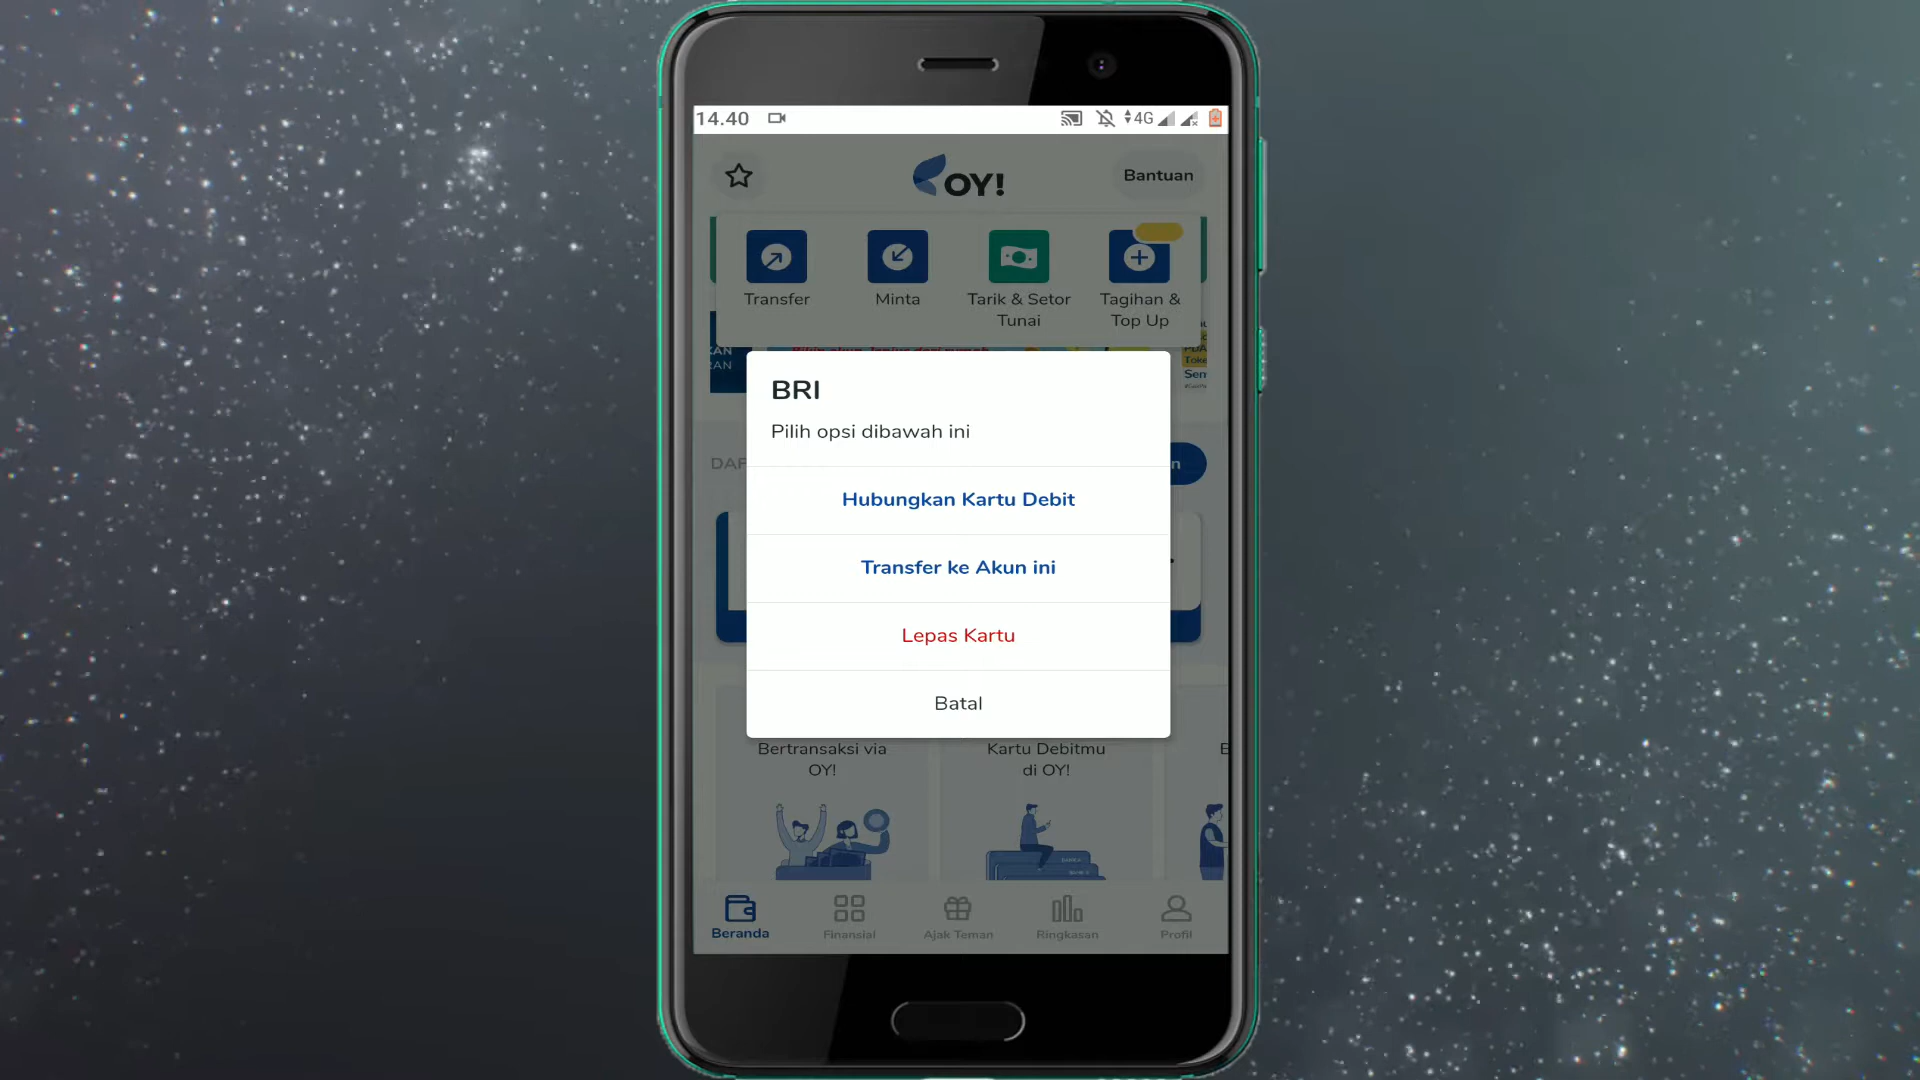 14.40
4G
OY!
Bantuan
Transfer
Minta
Tarik & Setor
Tunai
Tagihan &
Top Up
BRI
Pilih opsi dibawah ini
Hubungkan Kartu Debit
Transfer ke Akun ini
Lepas Kartu
Batal
Bertransaksi via
OY!
Kartu Debitmu
di OY!
Beranda
Finansial
Ajak Teman
Ringkasan
Profil